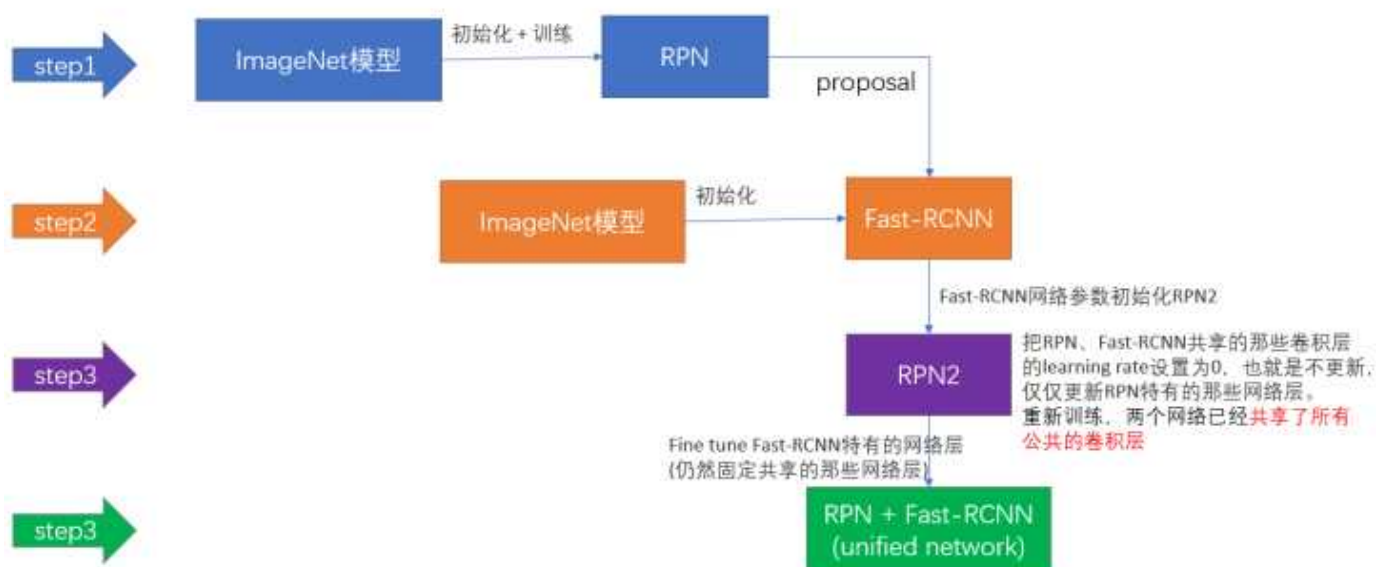 step1
ImageNet模型
初始化 + 训练
RPN
proposal
step2
ImageNet模型
初始化
Fast-RCNN
Fast-RCNN网络参数初始化RPN2
step3
RPN2
把RPN、Fast-RCNN共享的那些卷积层
的learning rate设置为0，也就是不更新，
仅仅更新RPN特有的那些网络层。
重新训练，两个网络已经共享了所有
公共的卷积层
Fine tune Fast-RCNN特有的网络层
(仍然固定共享的那些网络层)
step3
RPN + Fast-RCNN
(unified network)